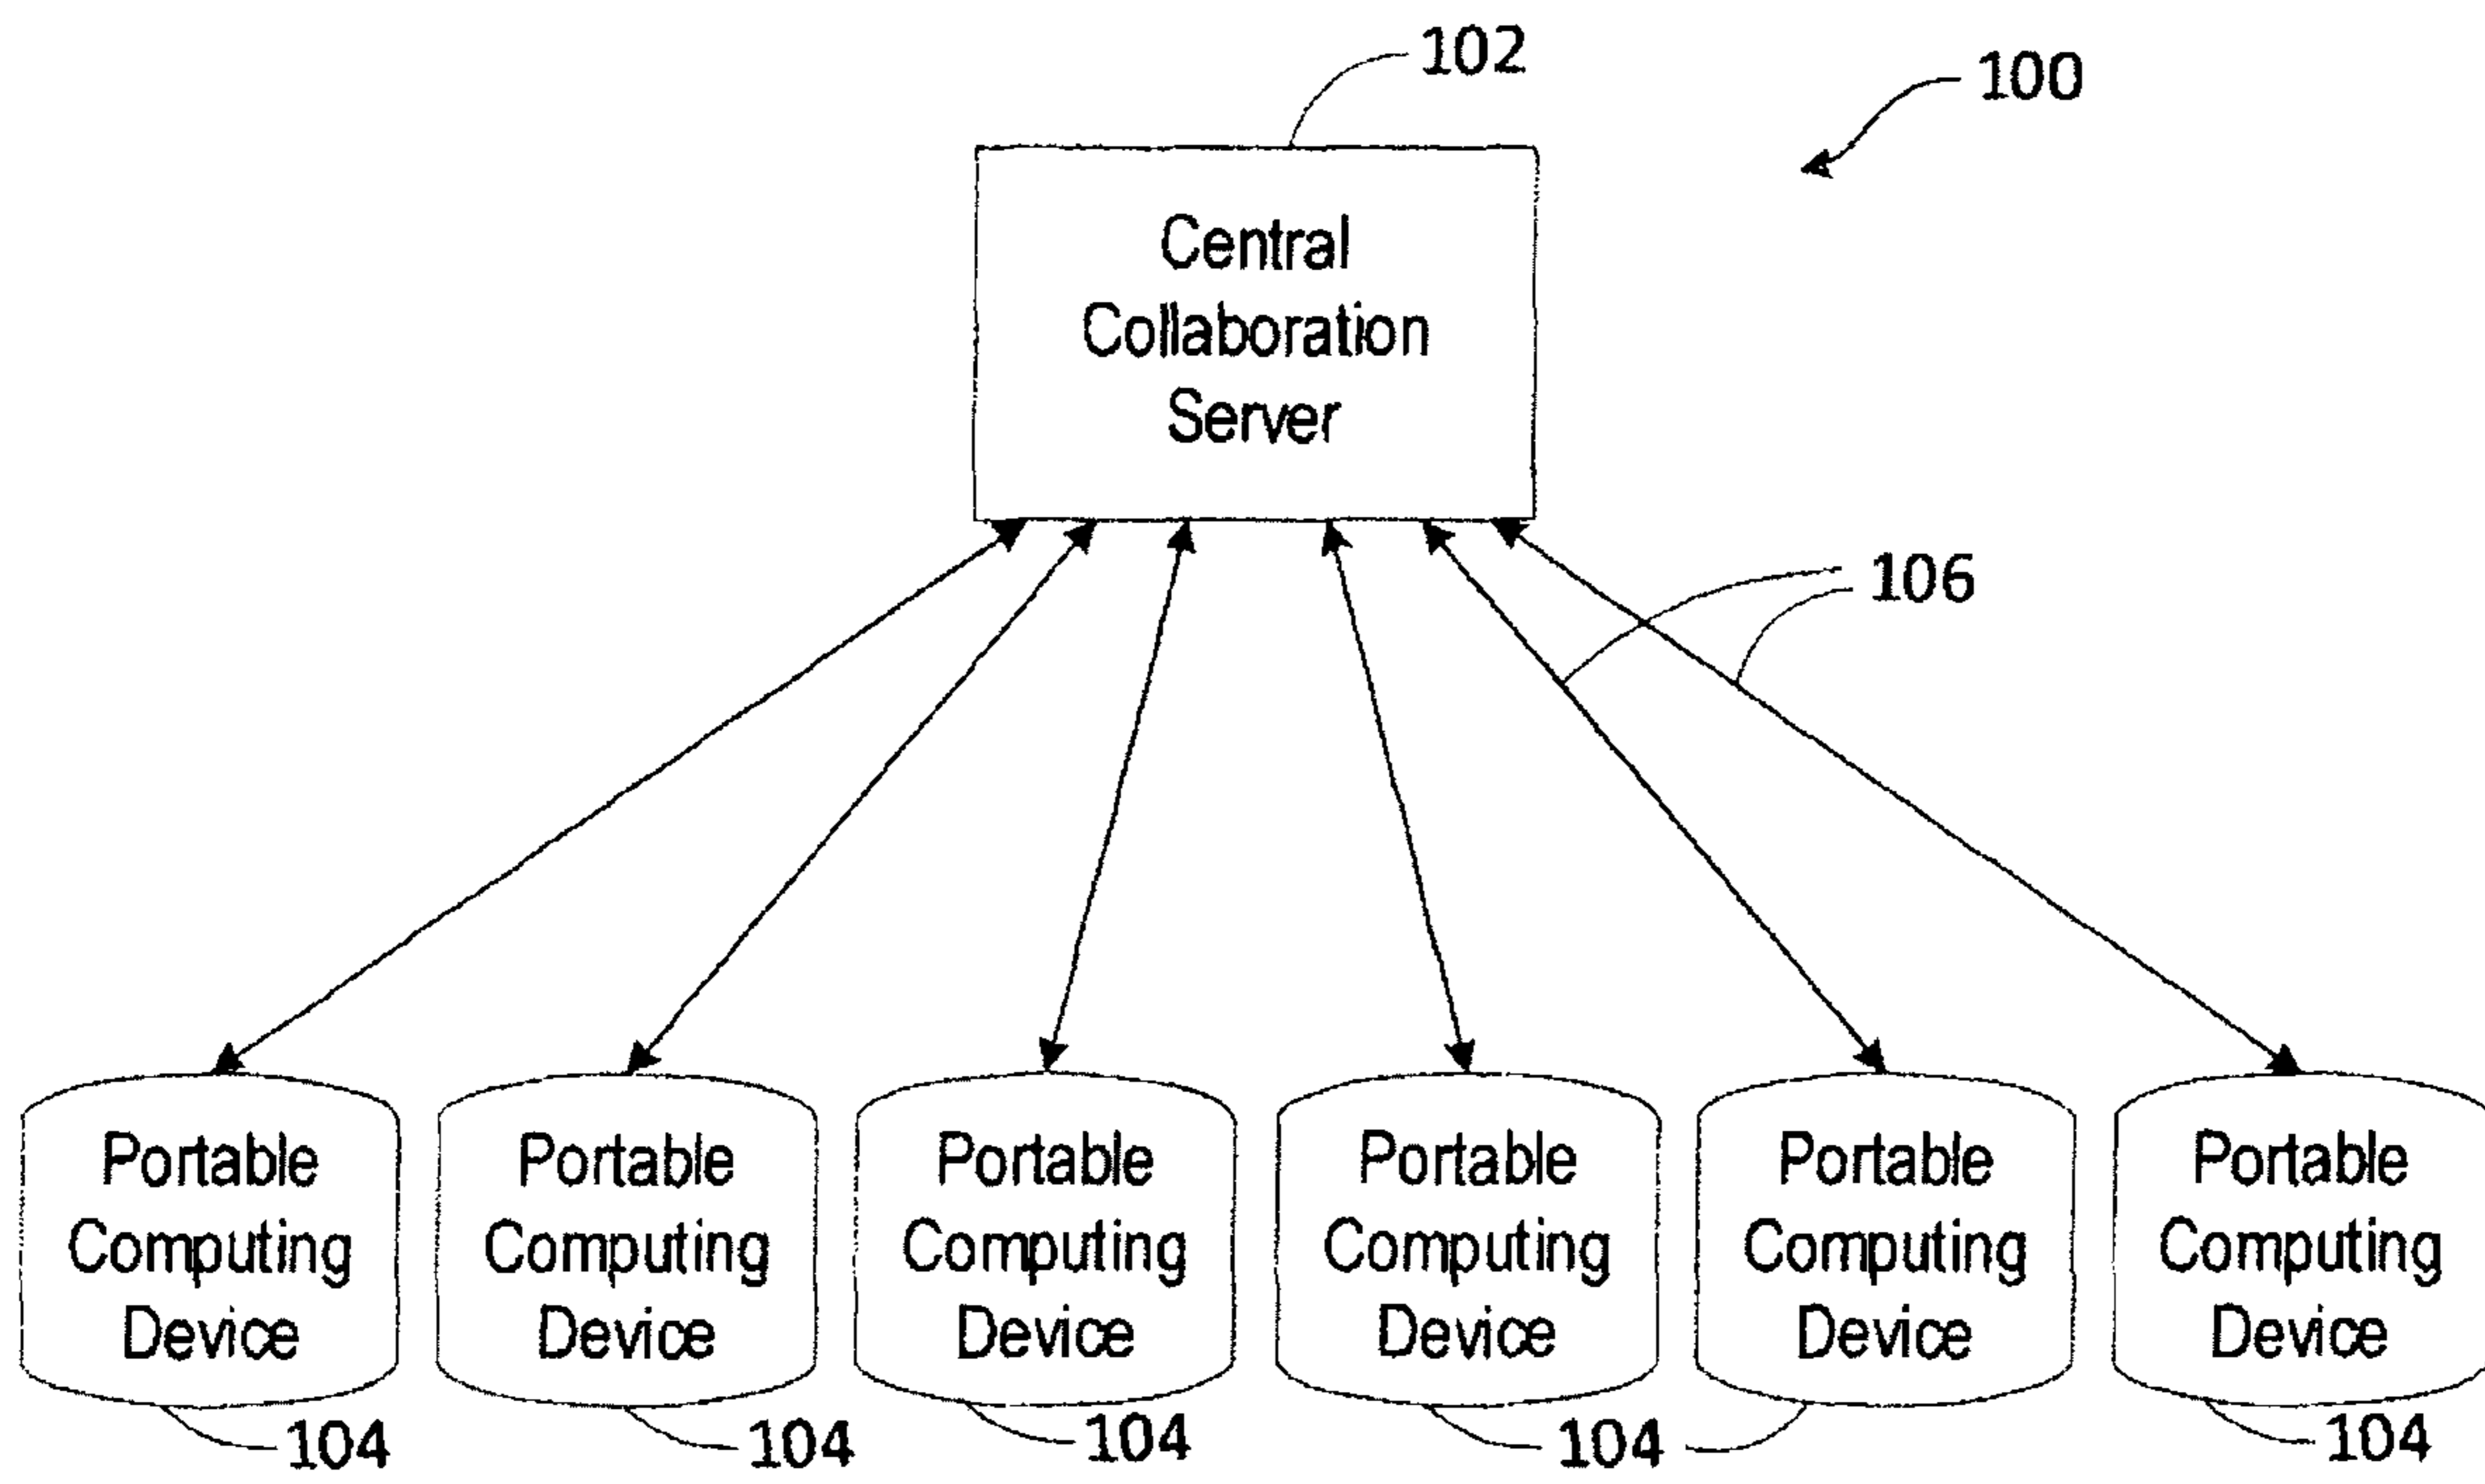 102
100
Central
Collaboration
Server
106
Portable Computing Device
Portable Computing Device
Portable Computing Device
Portable Computing Device
Portable Computing Device
Portable Computing Device
104
104
104
104
104